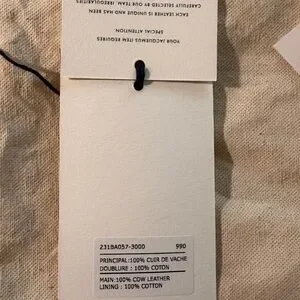 YOUR JACQUEMUS ITEM REQUIRES
SPECIAL ATTENTION
EACH LEATHER IS UNIQUE AND HAS BEEN
CAREFULLY SELECTED BY OUR TEAM. IRREGULARITIES
231BA057-3000 990
PRINCIPAL:100% CUIR DE VACHE
DOUBLURE : 100% COTON
MAIN:100% COW LEATHER
LINING : 100% COTTON